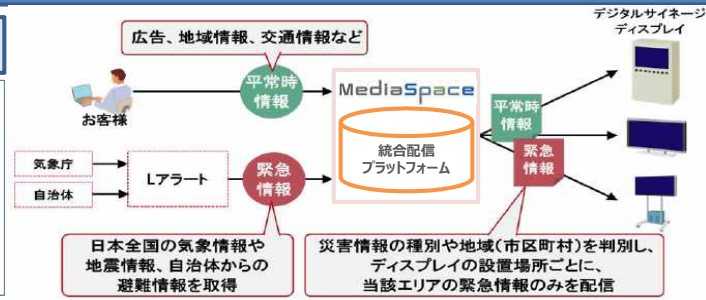 広告、地域情報、交通情報など
デジタルサイネージ
ディスプレイ
お客様
平常時
情報
MediaSpace
統合配信
プラットフォーム
平常時
情報
緊急
情報
気象庁
自治体
Lアラート
緊急
情報
日本全国の気象情報や
地震情報、自治体からの
避難情報を取得
災害情報の種別や地域(市区町村)を判別し、
ディスプレイの設置場所ごとに、
当該エリアの緊急情報のみを配信